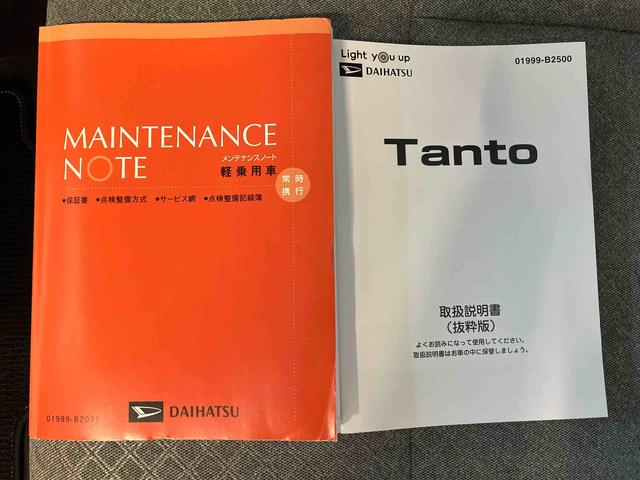 MAINTENANCE
NOTE
メンテナンスノート
軽乗用車
常時
携行
●保証書 ●点検整備方式 ●サービス網 ●点検整備記録簿
DAIHATSU
Light you up
DAIHATSU
01999-B2500
Tanto
取扱説明書
(抜粋版)
よくお読みになって使用してください。
取扱説明書はお車の中に保管しましょう。